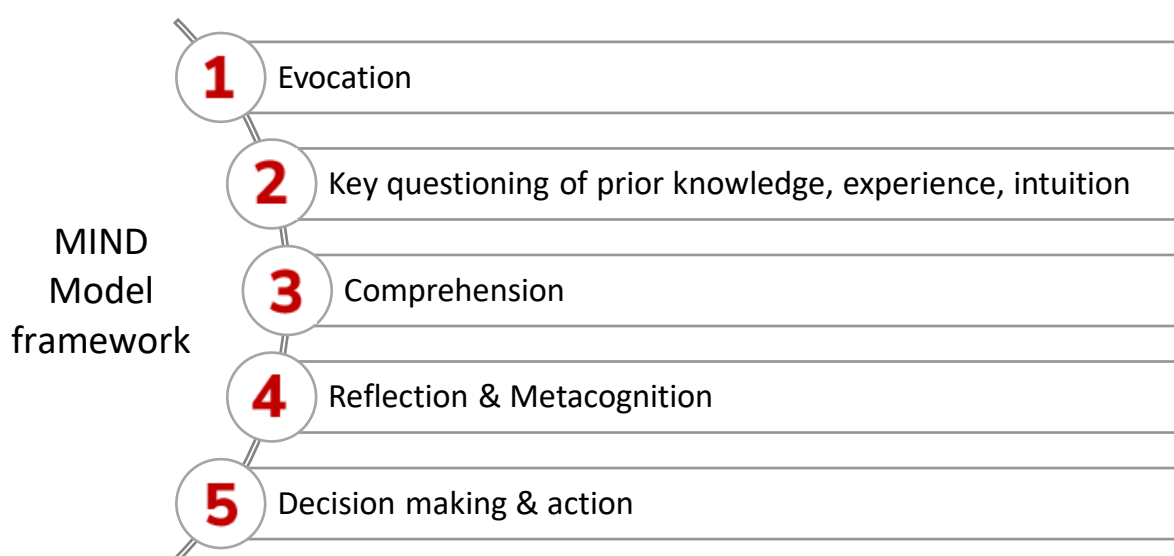 MIND
Model
framework
1 Evocation
2 Key questioning of prior knowledge, experience, intuition
3 Comprehension
4 Reflection & Metacognition
5 Decision making & action